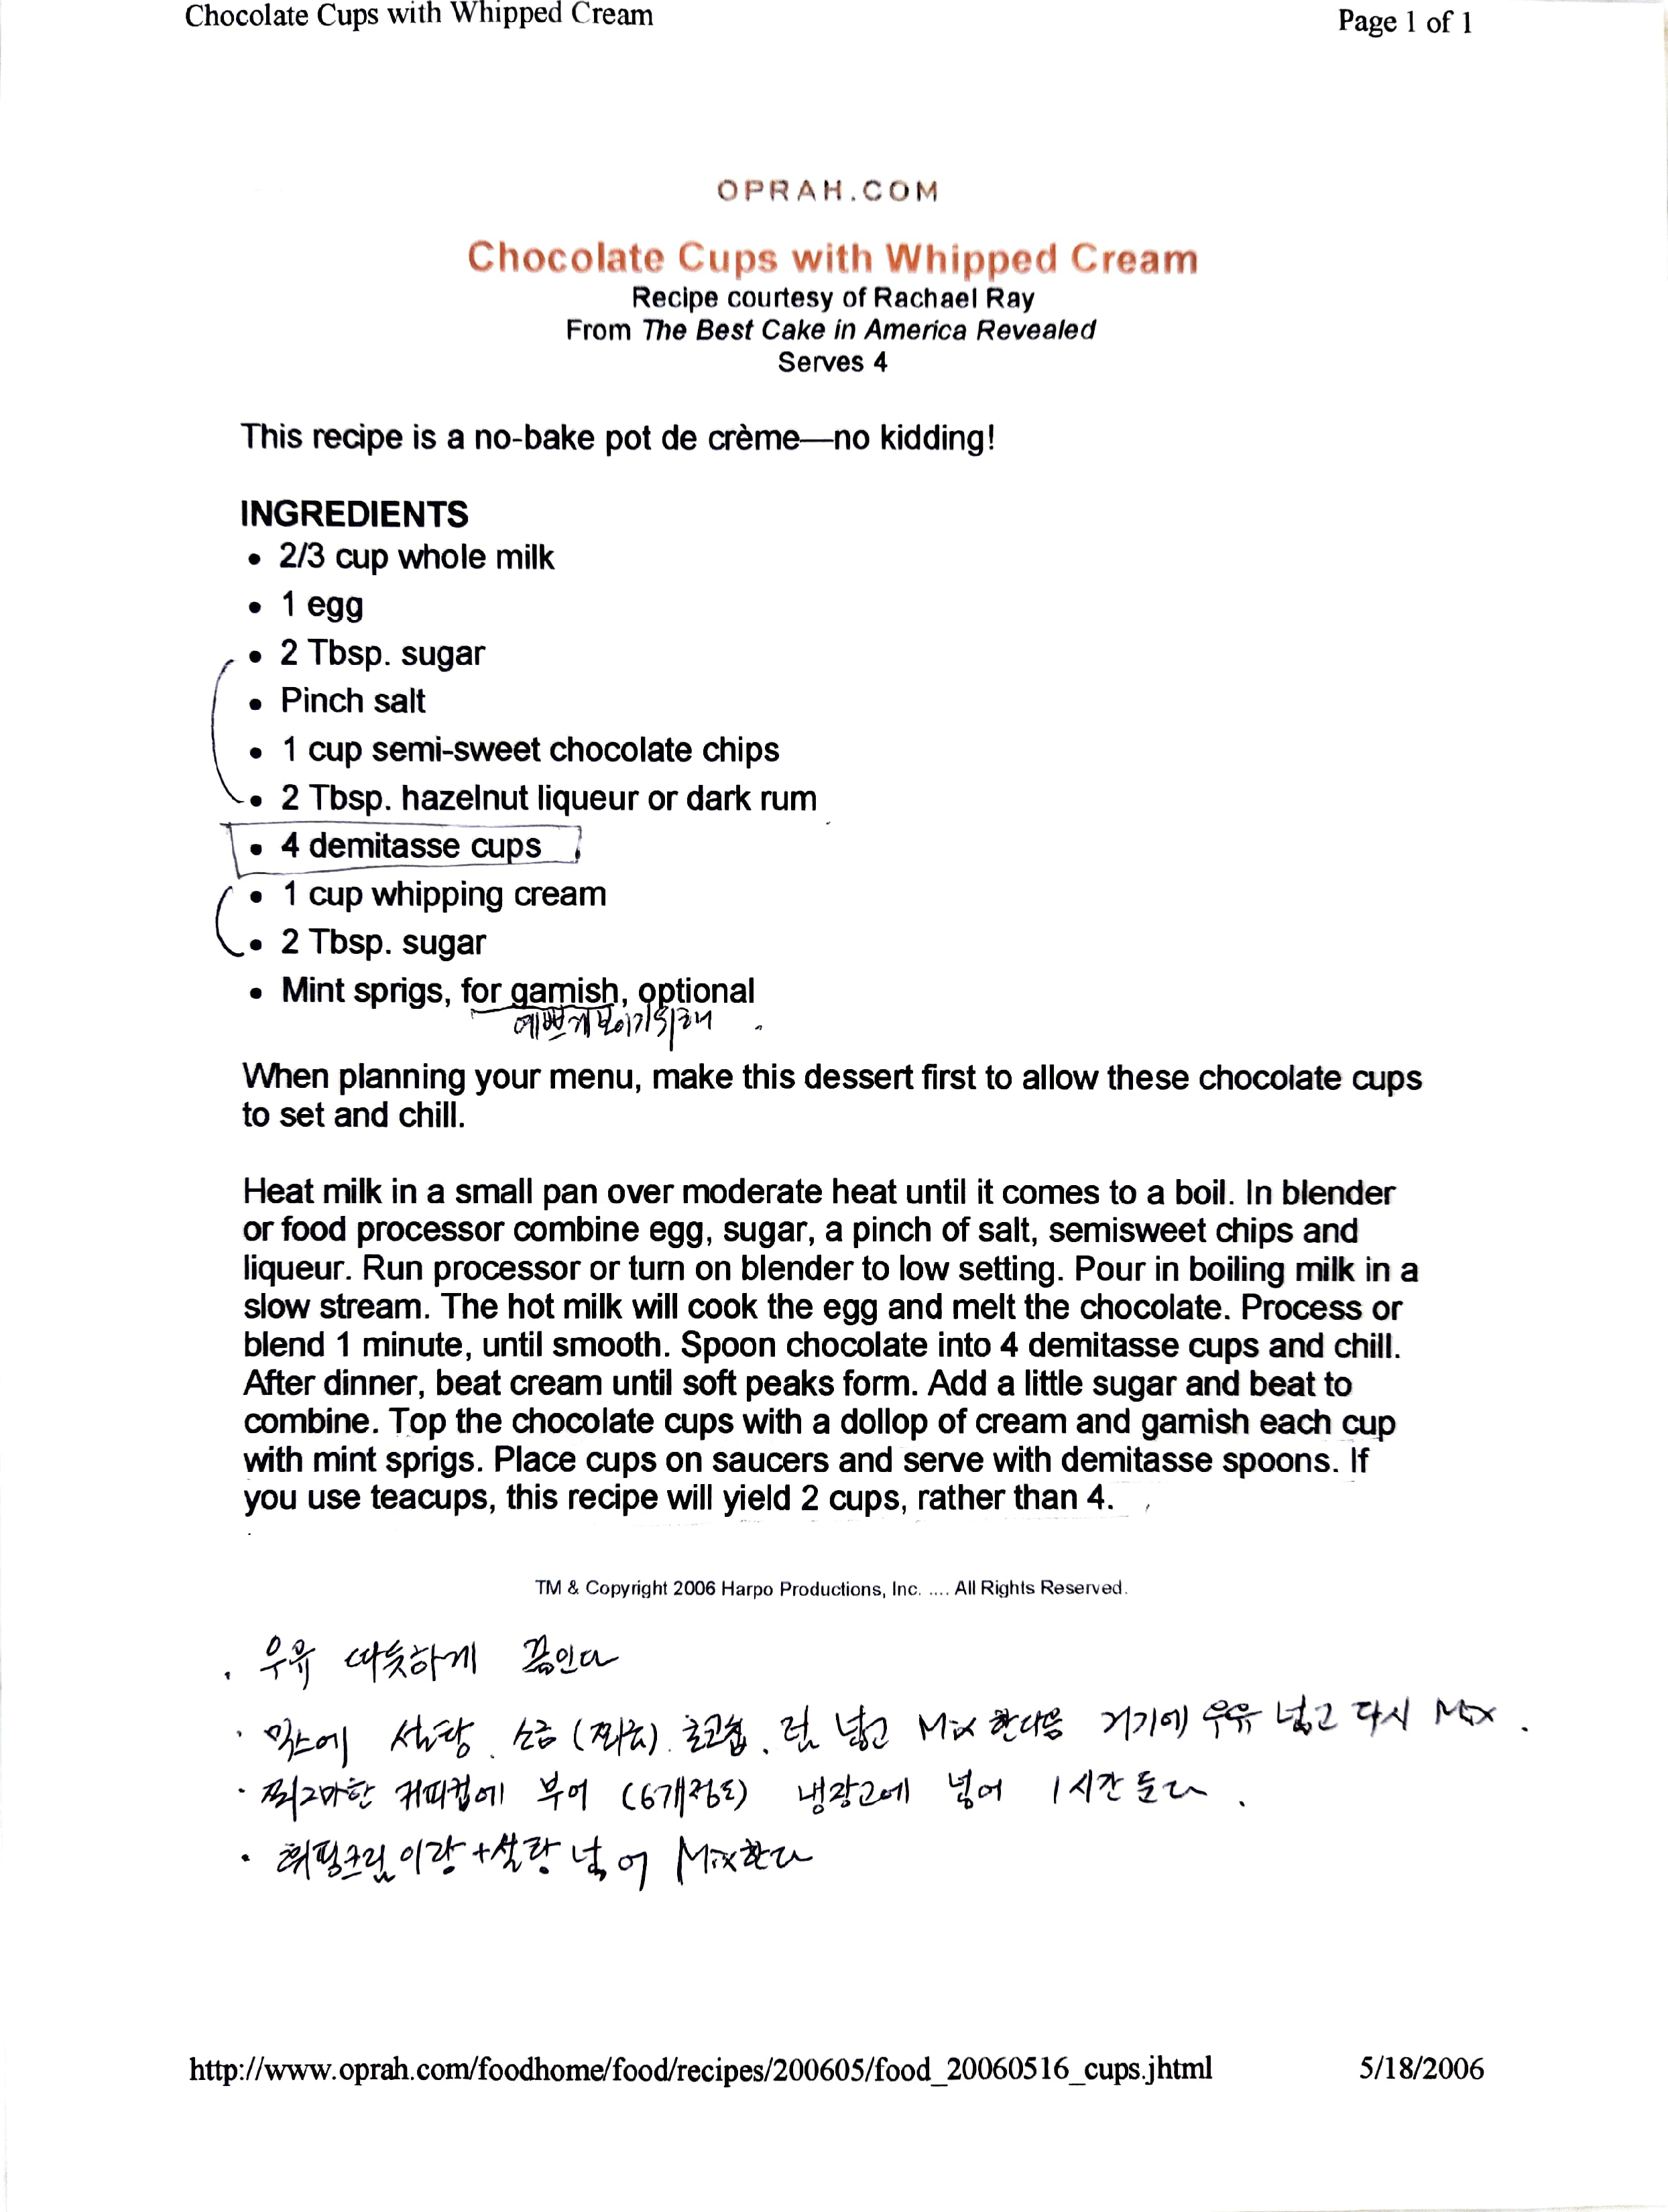 Chocolate Cups with Whipped Cream
Page 1 of 1
OPRAH.COM
Chocolate Cups with Whipped Cream
Recipe courtesy of Rachael Ray
From The Best Cake in America Revealed
Serves 4
This recipe is a no-bake pot de crème—no kidding!
INGREDIENTS
• 2/3 cup whole milk
• 1 egg
• 2 Tbsp. sugar
• Pinch salt
• 1 cup semi-sweet chocolate chips
• 2 Tbsp. hazelnut liqueur or dark rum
• 4 demitasse cups
• 1 cup whipping cream
• 2 Tbsp. sugar
• Mint sprigs, for garnish, optional
예쁘게 보이기 위해
When planning your menu, make this dessert first to allow these chocolate cups
to set and chill.
Heat milk in a small pan over moderate heat until it comes to a boil. In blender
or food processor combine egg, sugar, a pinch of salt, semisweet chips and
liqueur. Run processor or turn on blender to low setting. Pour in boiling milk in a
slow stream. The hot milk will cook the egg and melt the chocolate. Process or
blend 1 minute, until smooth. Spoon chocolate into 4 demitasse cups and chill.
After dinner, beat cream until soft peaks form. Add a little sugar and beat to
combine. Top the chocolate cups with a dollop of cream and garnish each cup
with mint sprigs. Place cups on saucers and serve with demitasse spoons. If
you use teacups, this recipe will yield 2 cups, rather than 4.
TM & Copyright 2006 Harpo Productions, Inc. .... All Rights Reserved.
· 우유 따뜻하게 끓인다
· 믹스에 설탕. 소금 초코칩. 럼 넣고 Mix 한다음 거기에 우유 넣고 다시 Mix.
· 쬐그마한 커피컵에 부어 (6개정도) 냉장고에 넣어 1시간 둔다.
· 휘핑크림이랑+설탕 넣어 Mix한다
http://www.oprah.com/foodhome/food/recipes/200605/food_20060516_cups.jhtml
5/18/2006